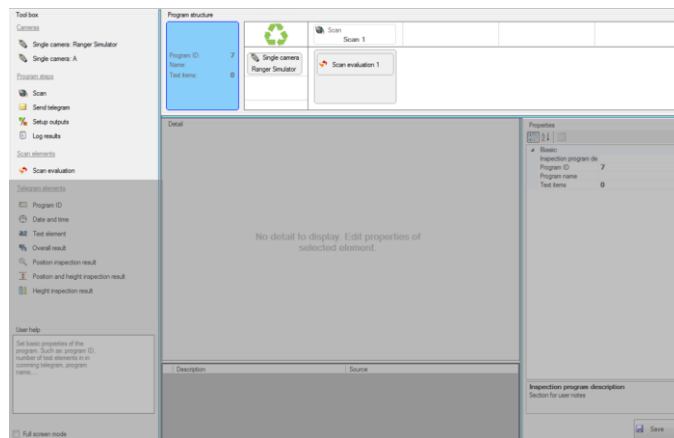 Tool box
Cameras
Single camera: Ranger Simulator
Single camera: A
Program steps
Scan
Send telegram
Setup outputs
Log results
Scan elements
Scan evaluation
Telegram elements
Program ID
Date and time
Text element
Overall result
Position inspection result
Position and height inspection result
Height inspection result
User help
Set basic properties of the
program. Such as: program ID,
number of text elements in in
comming telegram, program
name,...
Full screen mode
Program structure
Program ID: 7
Name:
Text items: 0
Single camera
Ranger Simulator
Scan
Scan 1
Scan evaluation 1
Detail
No detail to display. Edit properties of
selected element.
Description Source
Properties
Basic
Inspection program de
Program ID 7
Program name
Text items 0
Inspection program description
Section for user notes
Save